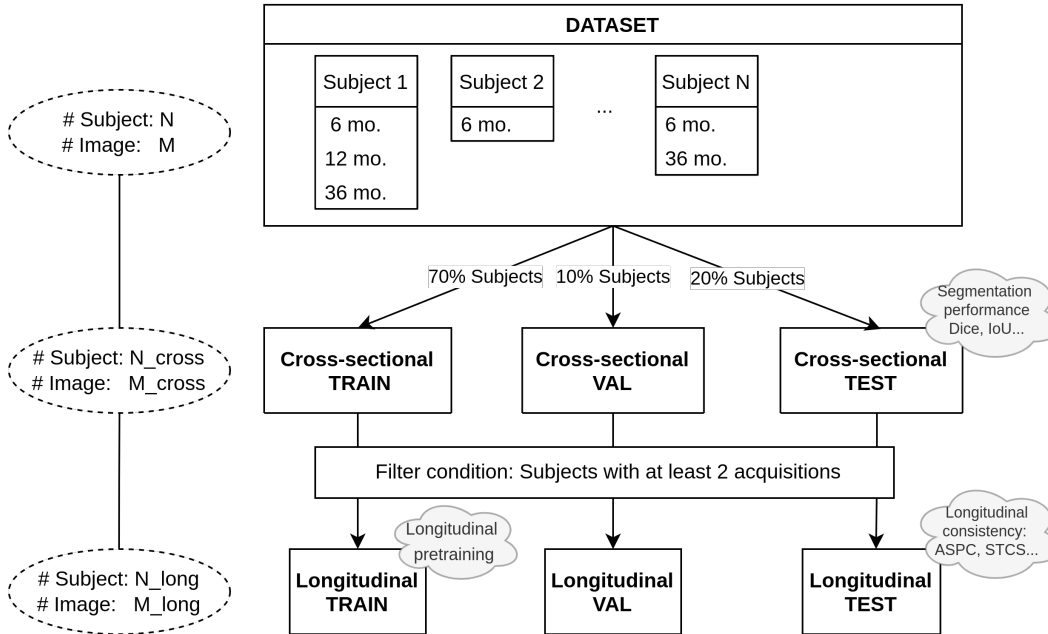 DATASET
Subject 1
6 mo.
12 mo.
36 mo.
Subject 2
6 mo.
...
Subject N
6 mo.
36 mo.
# Subject: N
# Image: M
70% Subjects
10% Subjects
20% Subjects
Segmentation
performance
Dice, IoU...
# Subject: N_cross
# Image: M_cross
Cross-sectional
TRAIN
Cross-sectional
VAL
Cross-sectional
TEST
Filter condition: Subjects with at least 2 acquisitions
Longitudinal
pretraining
Longitudinal
consistency:
ASPC, STCS...
# Subject: N_long
# Image: M_long
Longitudinal
TRAIN
Longitudinal
VAL
Longitudinal
TEST